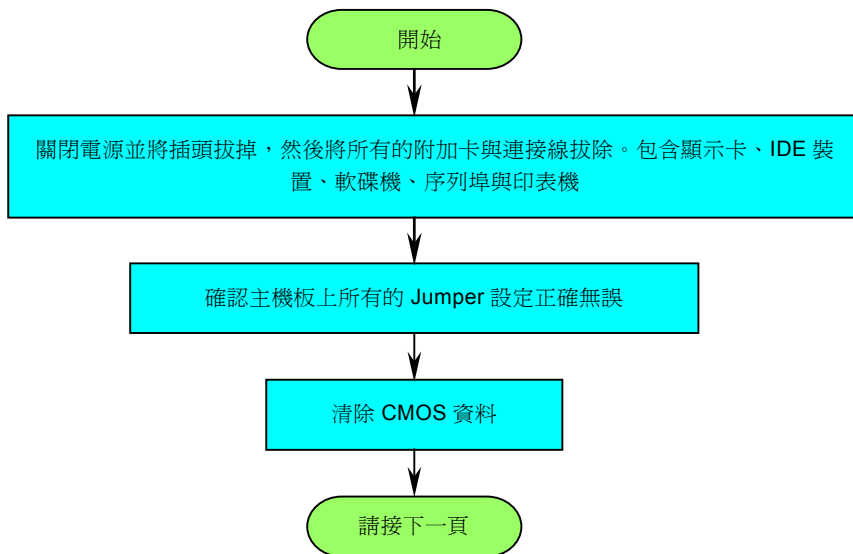 開始
關閉電源並將插頭拔掉，然後將所有的附加卡與連接線拔除。包含顯示卡、IDE 裝
置、軟碟機、序列埠與印表機
確認主機板上所有的 Jumper 設定正確無誤
清除 CMOS 資料
請接下一頁